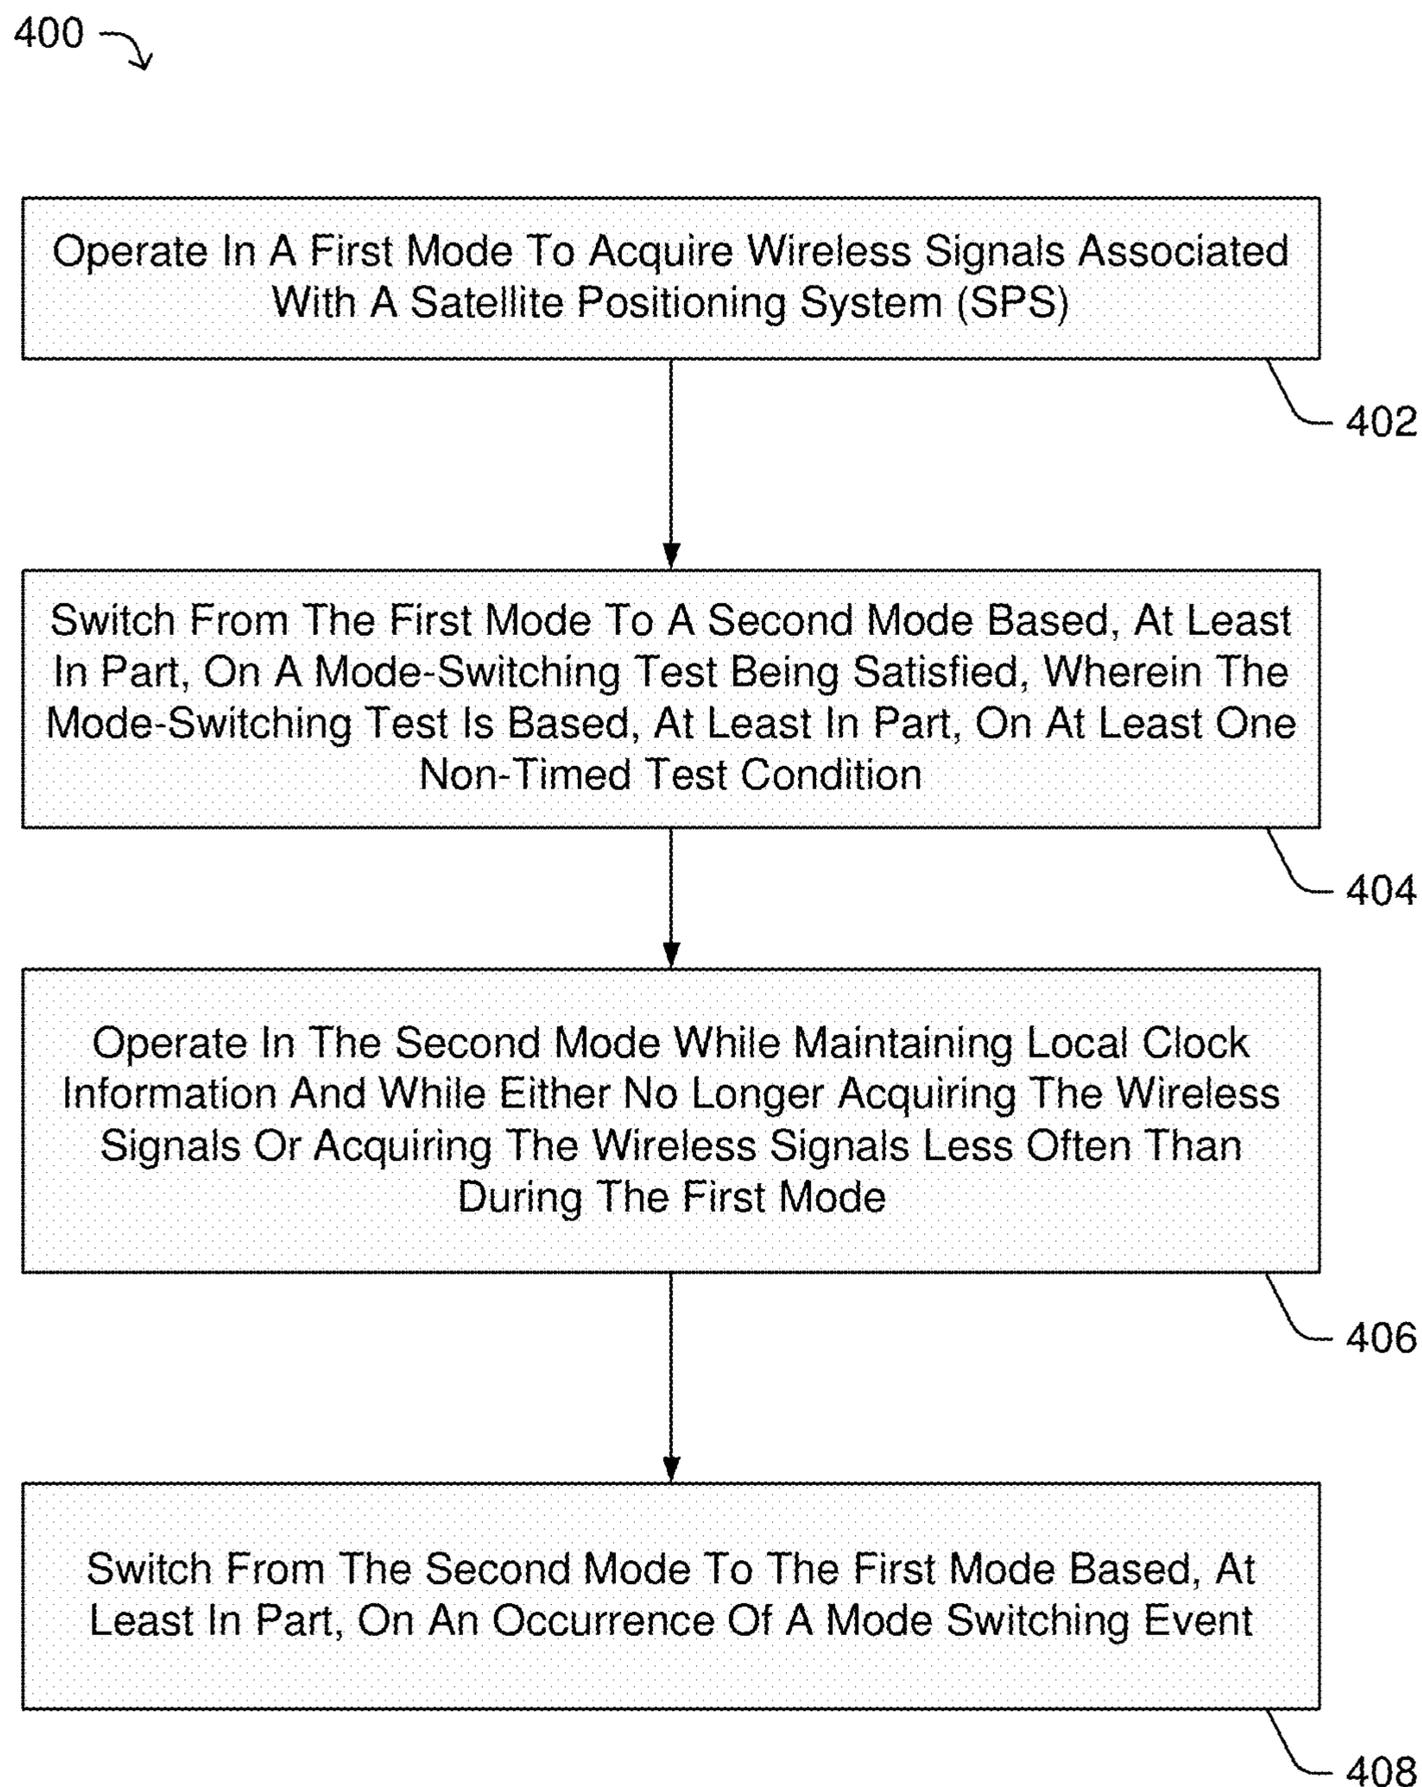 400
Operate In A First Mode To Acquire Wireless Signals Associated
With A Satellite Positioning System (SPS)
402
Switch From The First Mode To A Second Mode Based, At Least
In Part, On A Mode-Switching Test Being Satisfied, Wherein The
Mode-Switching Test Is Based, At Least In Part, On At Least One
Non-Timed Test Condition
404
Operate In The Second Mode While Maintaining Local Clock
Information And While Either No Longer Acquiring The Wireless
Signals Or Acquiring The Wireless Signals Less Often Than
During The First Mode
406
Switch From The Second Mode To The First Mode Based, At
Least In Part, On An Occurrence Of A Mode Switching Event
408